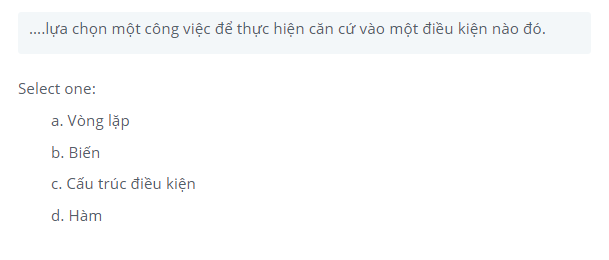 ....lựa chọn một công việc để thực hiện căn cứ vào một điều kiện nào đó.
Select one:
a. Vòng lặp
b. Biến
c. Cấu trúc điều kiện
d. Hàm